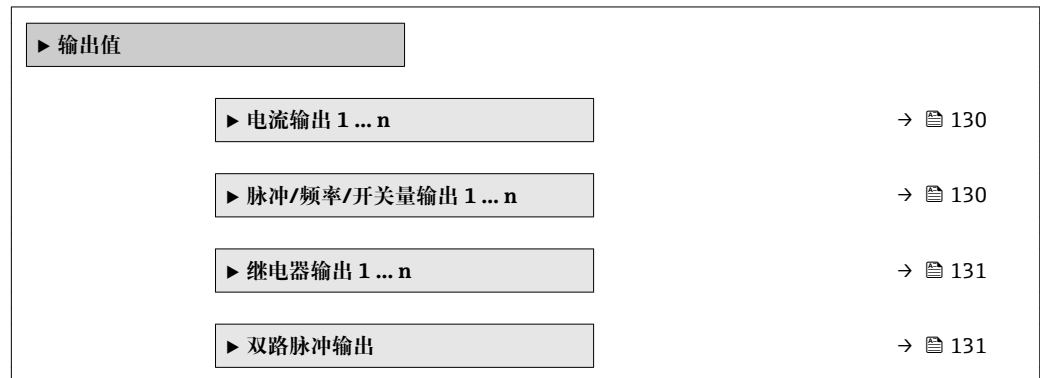 ▶ 输出值
▶ 电流输出 1 … n → 130
▶ 脉冲/频率/开关量输出 1 … n → 130
▶ 继电器输出 1 … n → 131
▶ 双路脉冲输出 → 131